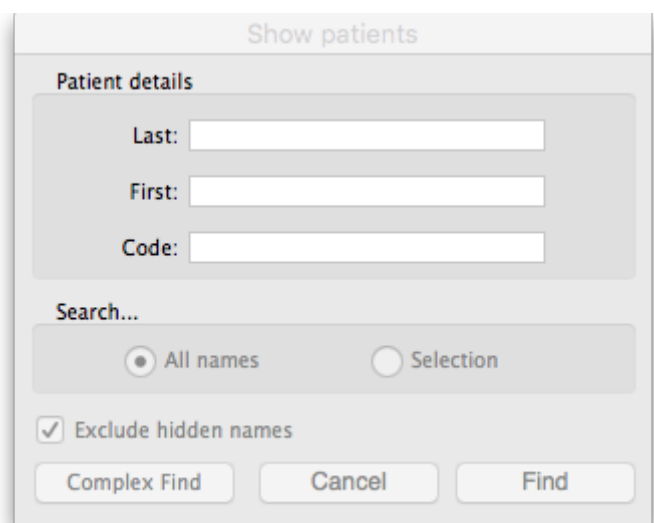 Show patients
Patient details
Last:
First:
Code:
Search...
All names Selection
Exclude hidden names
Complex Find Cancel Find